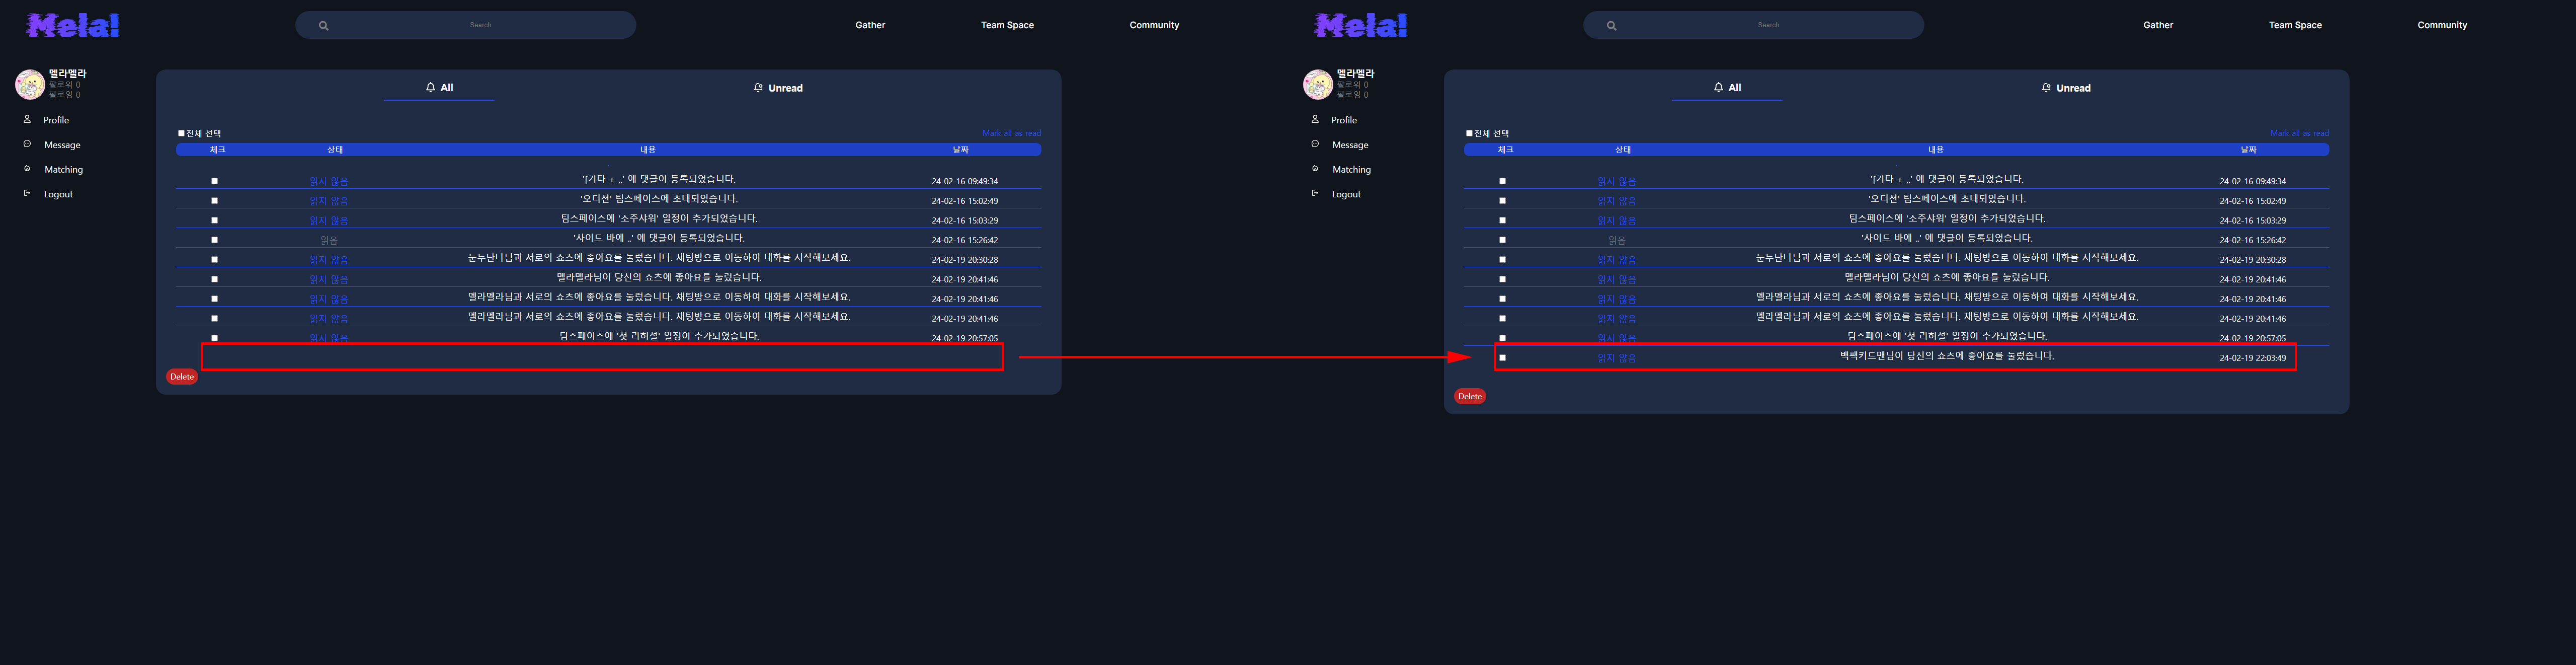 Mela!
Search
Gather Team Space Community
멜라멜라
팔로워 0
팔로잉 0
Profile
Message
Matching
Logout
All Unread
전체 선택 Mark all as read
체크 상태 내용 날짜
읽지 않음 '[기타 + ..' 에 댓글이 등록되었습니다. 24-02-16 09:49:34
읽지 않음 '오디션' 팀스페이스에 초대되었습니다. 24-02-16 15:02:49
읽지 않음 팀스페이스에 '소주샤워' 일정이 추가되었습니다. 24-02-16 15:03:29
읽음 '사이드 바에 ..' 에 댓글이 등록되었습니다. 24-02-16 15:26:42
읽지 않음 눈누난나님과 서로의 쇼츠에 좋아요를 눌렀습니다. 채팅방으로 이동하여 대화를 시작해보세요. 24-02-19 20:30:28
읽지 않음 멜라멜라님이 당신의 쇼츠에 좋아요를 눌렀습니다. 24-02-19 20:41:46
읽지 않음 멜라멜라님과 서로의 쇼츠에 좋아요를 눌렀습니다. 채팅방으로 이동하여 대화를 시작해보세요. 24-02-19 20:41:46
읽지 않음 멜라멜라님과 서로의 쇼츠에 좋아요를 눌렀습니다. 채팅방으로 이동하여 대화를 시작해보세요. 24-02-19 20:41:46
읽지 않음 팀스페이스에 '첫 리허설' 일정이 추가되었습니다. 24-02-19 20:57:05
Delete
Mela!
Search
Gather Team Space Community
멜라멜라
팔로워 0
팔로잉 0
Profile
Message
Matching
Logout
All Unread
전체 선택 Mark all as read
체크 상태 내용 날짜
읽지 않음 '[기타 + ..' 에 댓글이 등록되었습니다. 24-02-16 09:49:34
읽지 않음 '오디션' 팀스페이스에 초대되었습니다. 24-02-16 15:02:49
읽지 않음 팀스페이스에 '소주샤워' 일정이 추가되었습니다. 24-02-16 15:03:29
읽음 '사이드 바에 ..' 에 댓글이 등록되었습니다. 24-02-16 15:26:42
읽지 않음 눈누난나님과 서로의 쇼츠에 좋아요를 눌렀습니다. 채팅방으로 이동하여 대화를 시작해보세요. 24-02-19 20:30:28
읽지 않음 멜라멜라님이 당신의 쇼츠에 좋아요를 눌렀습니다. 24-02-19 20:41:46
읽지 않음 멜라멜라님과 서로의 쇼츠에 좋아요를 눌렀습니다. 채팅방으로 이동하여 대화를 시작해보세요. 24-02-19 20:41:46
읽지 않음 멜라멜라님과 서로의 쇼츠에 좋아요를 눌렀습니다. 채팅방으로 이동하여 대화를 시작해보세요. 24-02-19 20:41:46
읽지 않음 팀스페이스에 '첫 리허설' 일정이 추가되었습니다. 24-02-19 20:57:05
읽지 않음 백팩키드맨님이 당신의 쇼츠에 좋아요를 눌렀습니다. 24-02-19 22:03:49
Delete